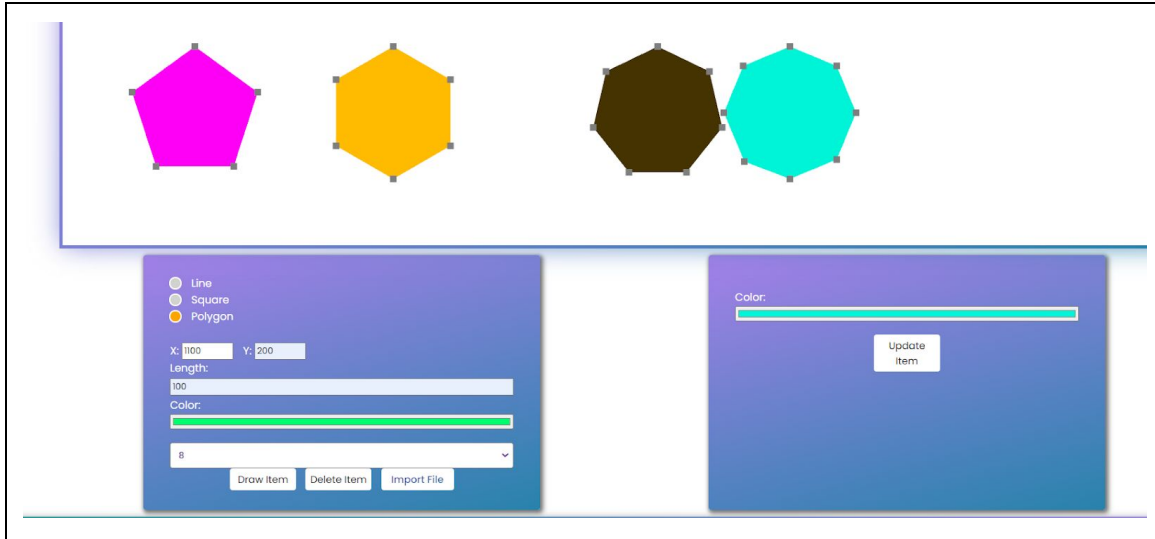 Line
Square
Polygon
X: 1100 Y: 200
Length:
100
Color:
8
Draw Item Delete Item Import File
Color:
Update
Item